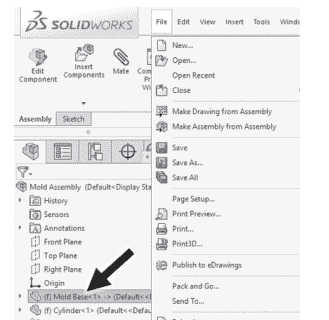 SOLIDWORKS
File Edit View Insert Tools
Edit Component
Insert Components
Mate
Assembly Sketch
Mold Assembly (Default<Display Sta
History
Sensors
Annotations
Front Plane
Top Plane
Right Plane
Origin
(f) Mold Base<1> -> (Default<<
(f) Cylinder<1> (Default<<Defau
New...
Open...
Open Recent
Close
Make Drawing from Assembly
Make Assembly from Assembly
Save
Save As...
Save All
Page Setup...
Print Preview...
Print...
Print3D...
Publish to eDrawings
Pack and Go...
Send To...